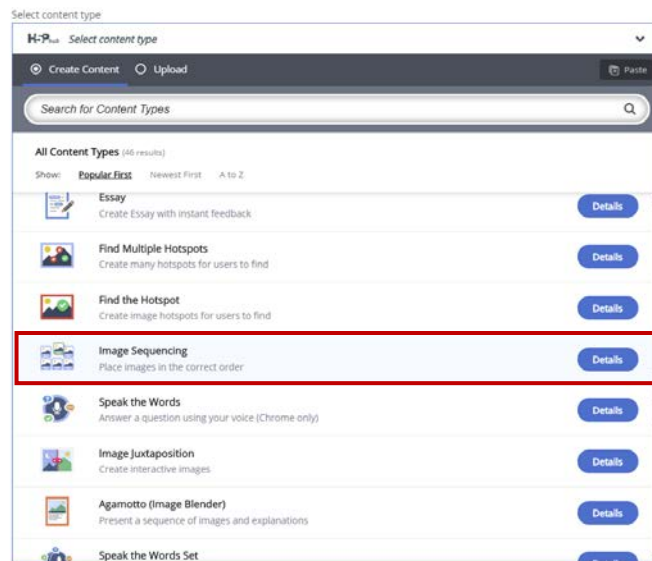 Select content type
H-P hub Select content type
Create Content Upload Paste
Search for Content Types
All Content Types (46 results)
Show: Popular First Newest First A to Z
Essay
Create Essay with instant feedback
Details
Find Multiple Hotspots
Create many hotspots for users to find
Details
Find the Hotspot
Create image hotspots for users to find
Details
Image Sequencing
Place images in the correct order
Details
Speak the Words
Answer a question using your voice (Chrome only)
Details
Image Juxtaposition
Create interactive images
Details
Agamotto (Image Blender)
Present a sequence of images and explanations
Details
Speak the Words Set
Details